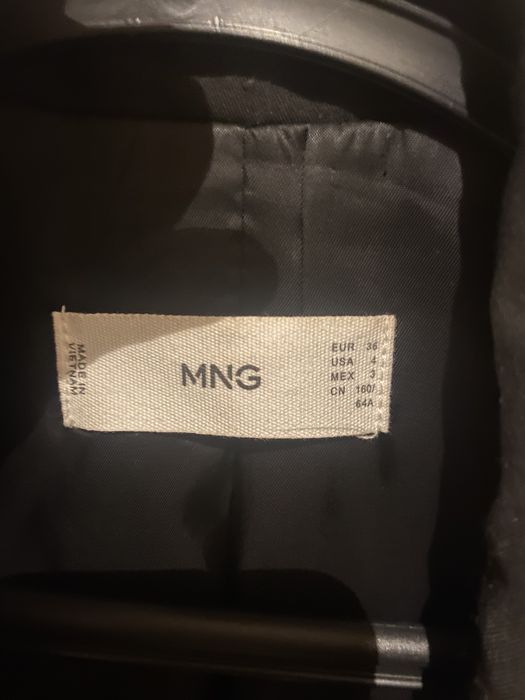 MADE IN
VIETNAM
MNG
EUR 36
USA 4
MEX 3
CN 160/
64A